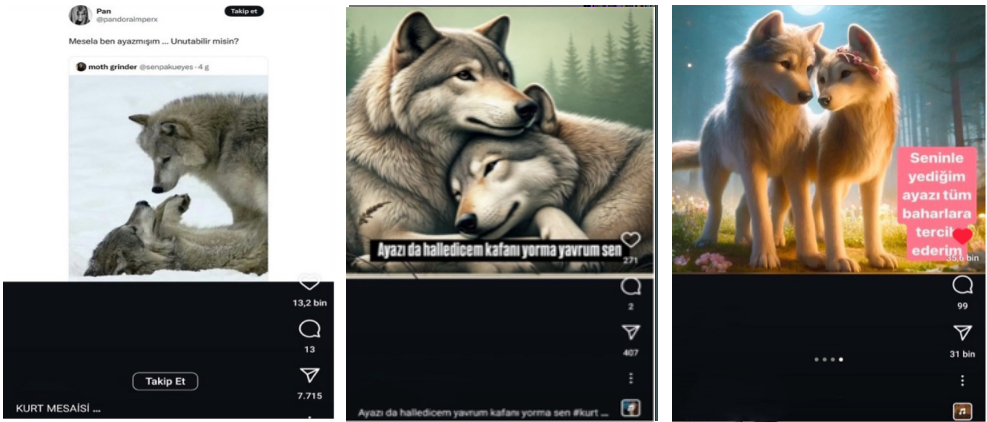 Pan
@pandoraimperx
Takip et
Mesela ben ayazmışım ... Unutabilir misin?
moth grinder @senpakueyes · 4 g
13,2 bin
13
Takip Et
7.715
KURT MESAİSİ ...
Ayazı da halledicem kafanı yorma yavrum sen
271
2
407
Ayazı da halledicem yavrum kafanı yorma sen #kurt ...
Seninle
yediğim
ayazı tüm
baharlara
tercih
ederim
99
31 bin